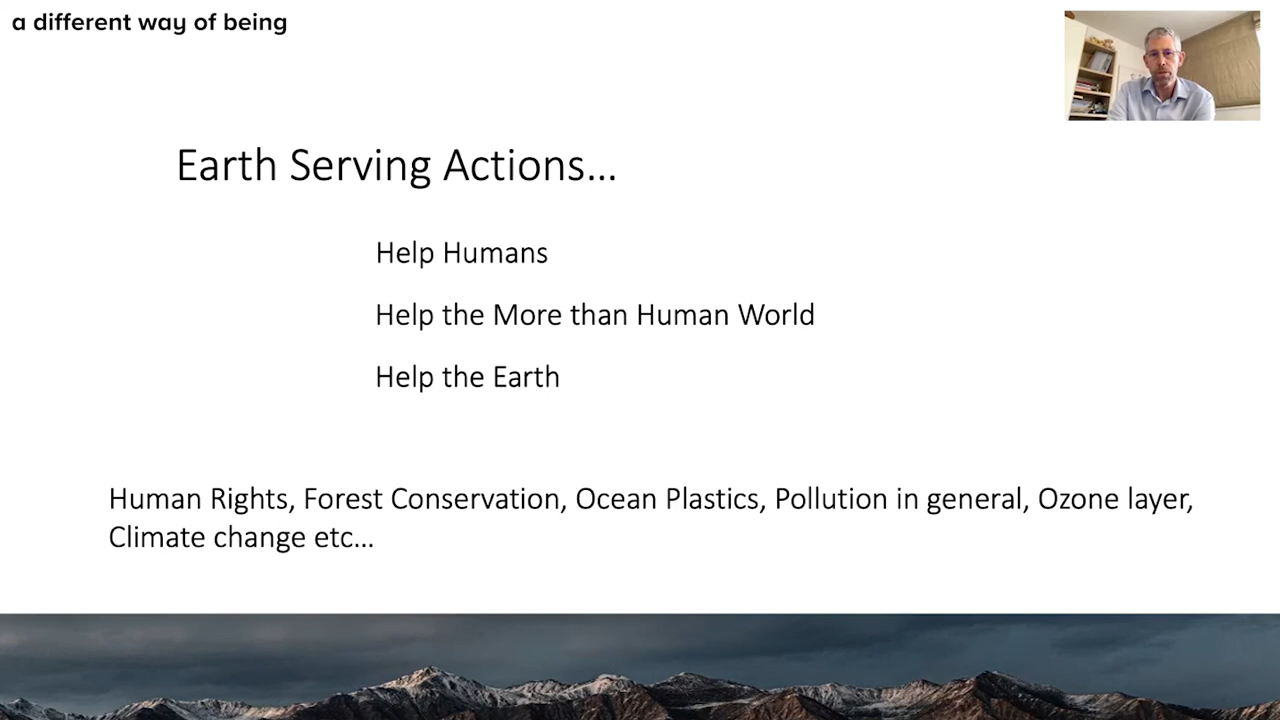 a different way of being
Earth Serving Actions...
Help Humans
Help the More than Human World
Help the Earth
Human Rights, Forest Conservation, Ocean Plastics, Pollution in general, Ozone layer,
Climate change etc...